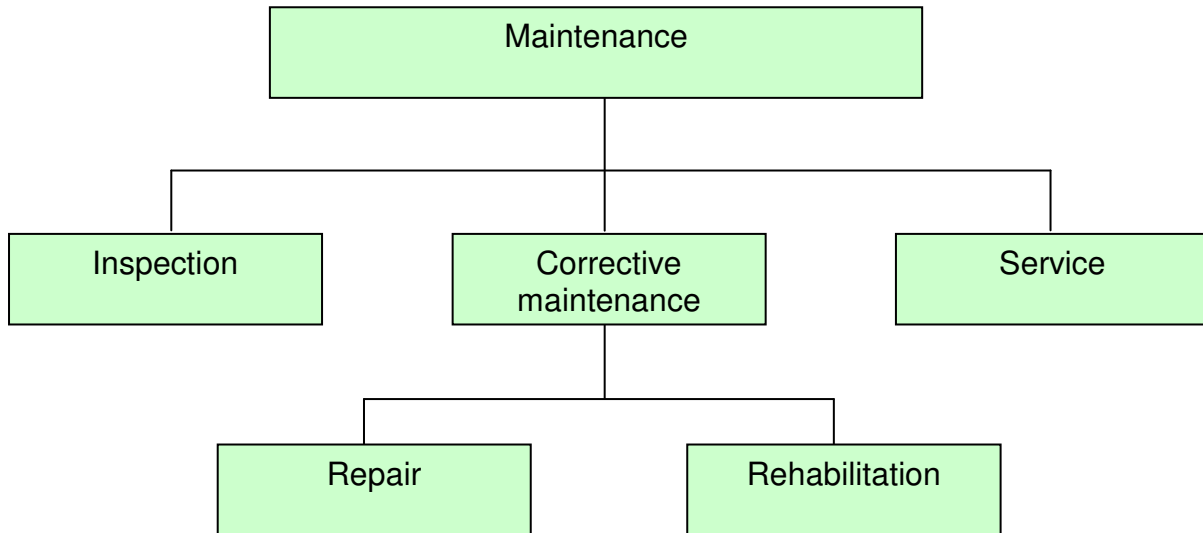 Maintenance
Inspection
Corrective
maintenance
Service
Repair
Rehabilitation